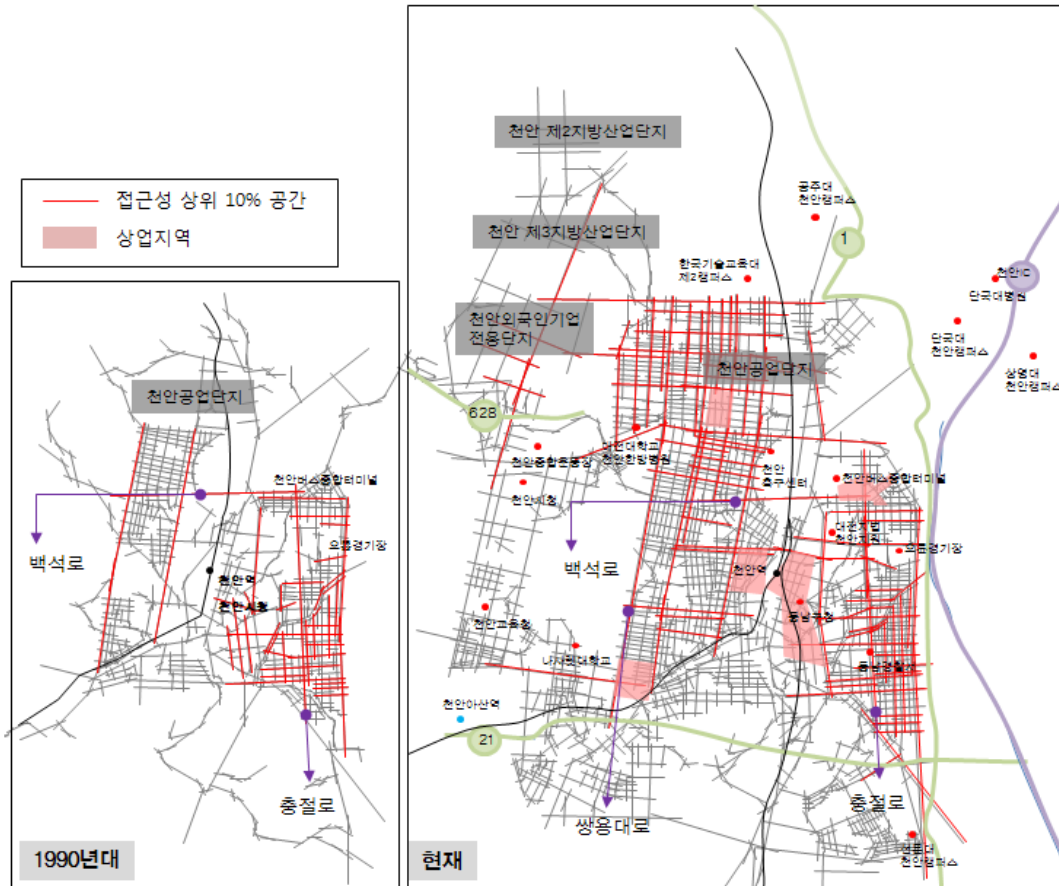 접근성 상위 10% 공간
상업지역
천안공업단지
천안버스종합터미널
백석로
오룡경기장
천안역
천안시청
충절로
1990년대
천안 제2지방산업단지
공주대
천안캠퍼스
천안 제3지방산업단지
1
한국기술교육대
제2캠퍼스
천안IC
단국대병원
천안외국인기업
전용단지
단국대
천안캠퍼스
천안공업단지
상명대
천안캠퍼스
628
대전대학교
천안한방병원
천안종합운동장
천안
축구센터
천안버스종합터미널
천안시청
대전지법
천안지원
오룡경기장
백석로
천안역
동남구청
천안교육청
나사렛대학교
동남경찰서
천안아산역
21
쌍용대로
충절로
천안캠퍼스
현재